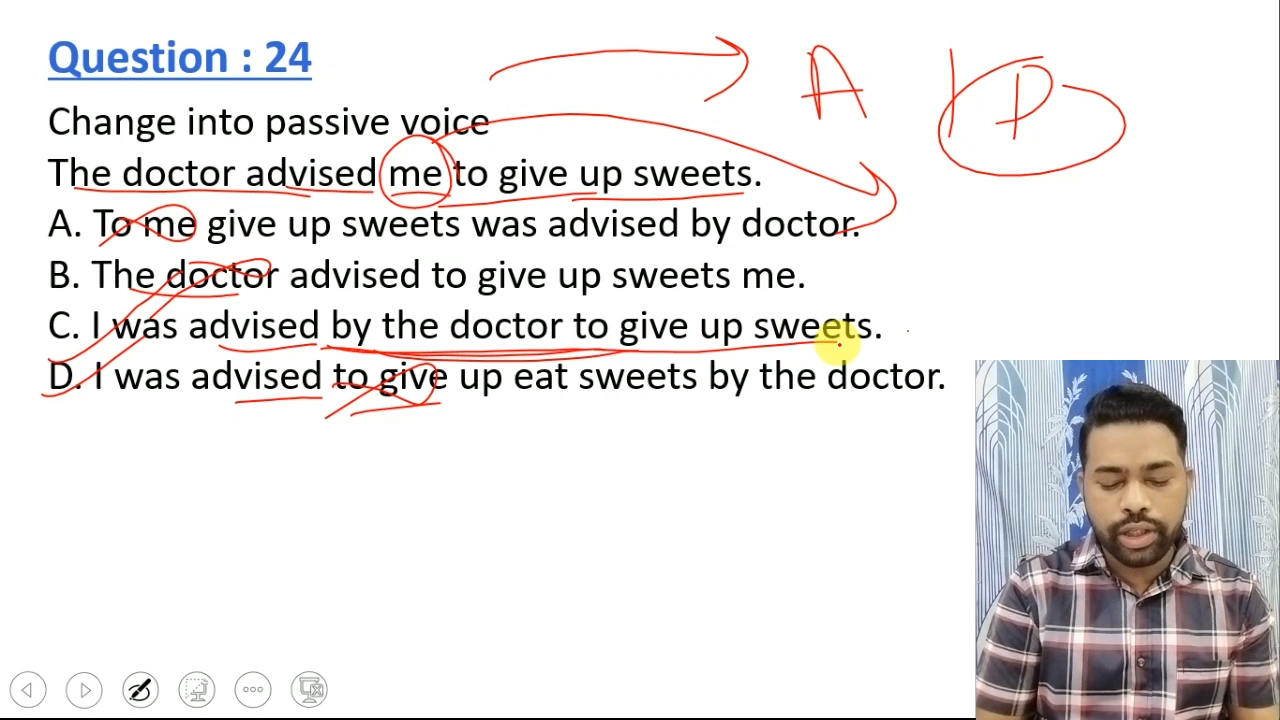 Question : 24
A P
Change into passive voice
The doctor advised me to give up sweets.
A. To me give up sweets was advised by doctor.
B. The doctor advised to give up sweets me.
C. I was advised by the doctor to give up sweets.
D. I was advised to give up eat sweets by the doctor.